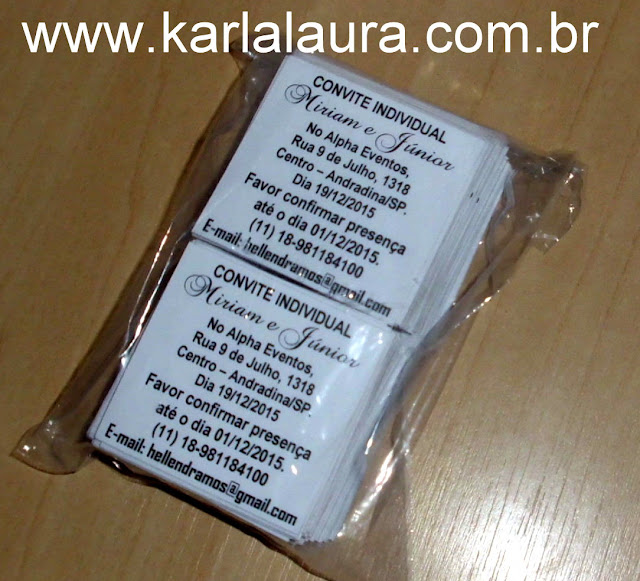 www.karlalaura.com.br
CONVITE INDIVIDUAL
Miriam e Júnior
No Alpha Eventos,
Rua 9 de Julho, 1318
Centro – Andradina/SP.
Dia 19/12/2015
Favor confirmar presença
até o dia 01/12/2015.
(11) 18-981184100
E-mail: hellendramos@gmail.com
CONVITE INDIVIDUAL
Miriam e Júnior
No Alpha Eventos,
Rua 9 de Julho, 1318
Centro – Andradina/SP.
Dia 19/12/2015
Favor confirmar presença
até o dia 01/12/2015.
(11) 18-981184100
E-mail: hellendramos@gmail.com